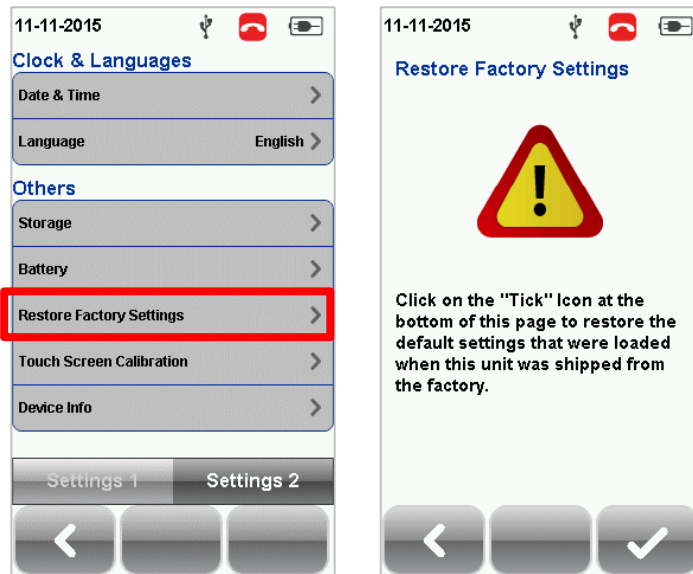 11-11-2015
Clock & Languages
Date & Time
Language English
Others
Storage
Battery
Restore Factory Settings
Touch Screen Calibration
Device Info
Settings 1 Settings 2
11-11-2015
Restore Factory Settings
!
Click on the "Tick" Icon at the
bottom of this page to restore the
default settings that were loaded
when this unit was shipped from
the factory.